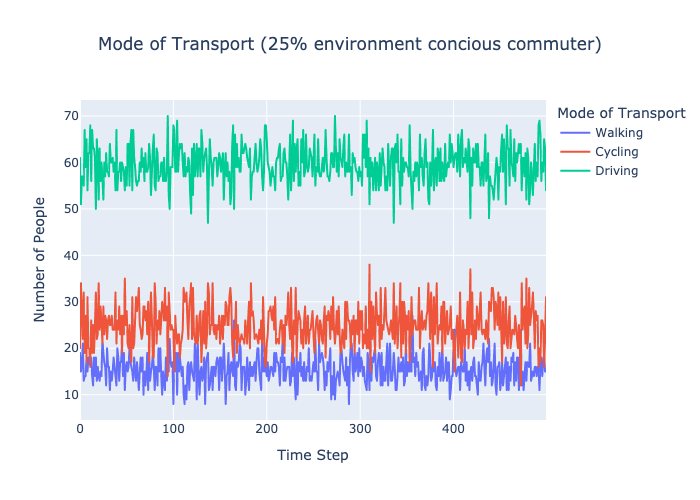 Mode of Transport (25% environment concious commuter)
Mode of Transport
Walking
Cycling
Driving
Number of People
70
60
50
40
30
20
10
0
100
200
300
400
Time Step